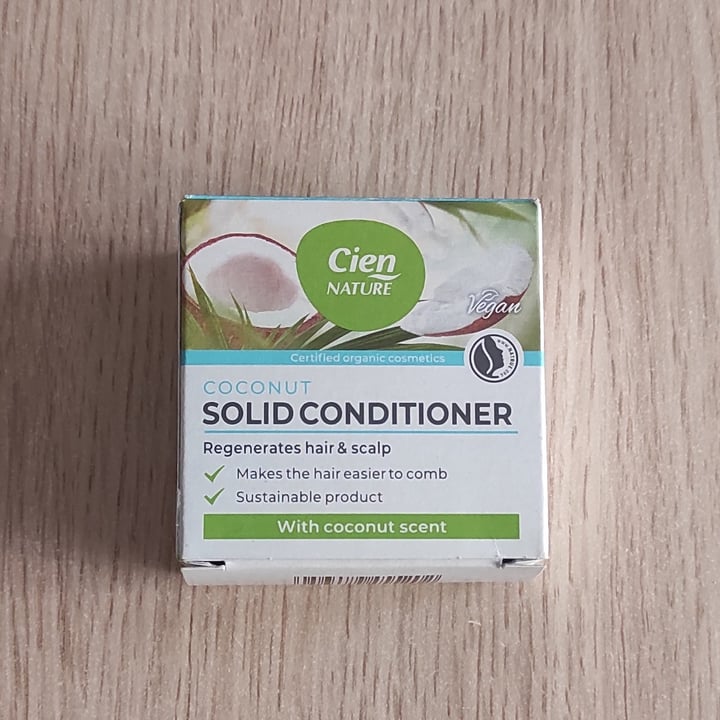 Cien
NATURE
Vegan
Certified organic cosmetics
COCONUT
SOLID CONDITIONER
Regenerates hair & scalp
Makes the hair easier to comb
Sustainable product
With coconut scent